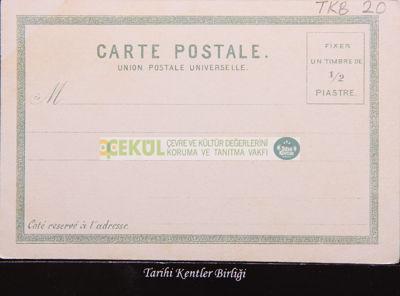 TKB 20
CARTE POSTALE.
UNION POSTALE UNIVERSELLE.
FIXER
UN TIMBRE DE
1/2
PIASTRE.
M
ÇEKÜL ÇEVRE VE KÜLTÜR DEĞERLERİNİ
KORUMA VE TANITMA VAKFI
Côté reservé à l'adresse.
Tarihi Kentler Birliği